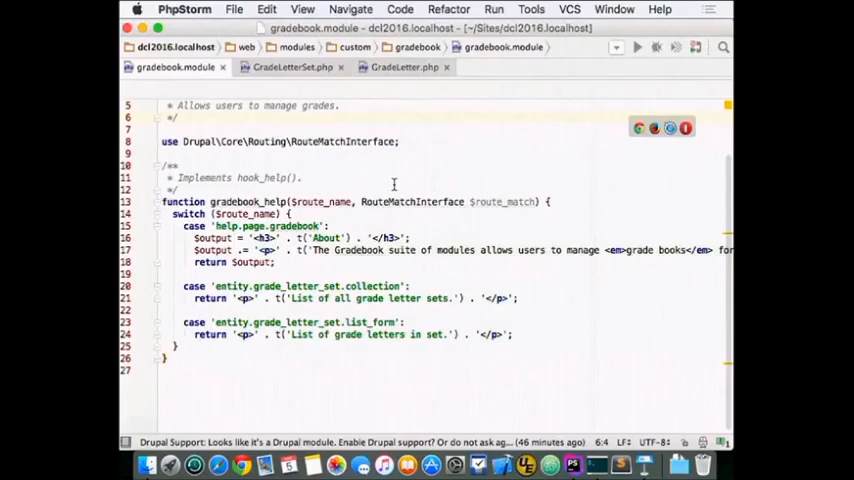 PhpStorm File Edit View Navigate Code Refactor Run Tools VCS Window Help
gradebook.module - dcl2016.localhost - [~/Sites/dcl2016.localhost]
dcl2016.localhost web modules custom gradebook gradebook.module
gradebook.module GradeLetterSet.php GradeLetter.php
5 * Allows users to manage grades.
6 */
7
8 use Drupal\Core\Routing\RouteMatchInterface;
9
10 /**
11 * Implements hook_help().
12 */
13 function gradebook_help($route_name, RouteMatchInterface $route_match) {
14 switch ($route_name) {
15 case 'help.page.gradebook':
16 $output = '<h3>' . t('About') . '</h3>';
17 $output .= '<p>' . t('The Gradebook suite of modules allows users to manage <em>grade books</em> for
18 return $output;
19
20 case 'entity.grade_letter_set.collection':
21 return '<p>' . t('List of all grade letter sets.') . '</p>';
22
23 case 'entity.grade_letter_set.list_form':
24 return '<p>' . t('List of grade letters in set.') . '</p>';
25 }
26 }
27
Drupal Support: Looks like it's a Drupal module. Enable Drupal support? Or do not ask ag... (46 minutes ago) 6:4 LF UTF-8